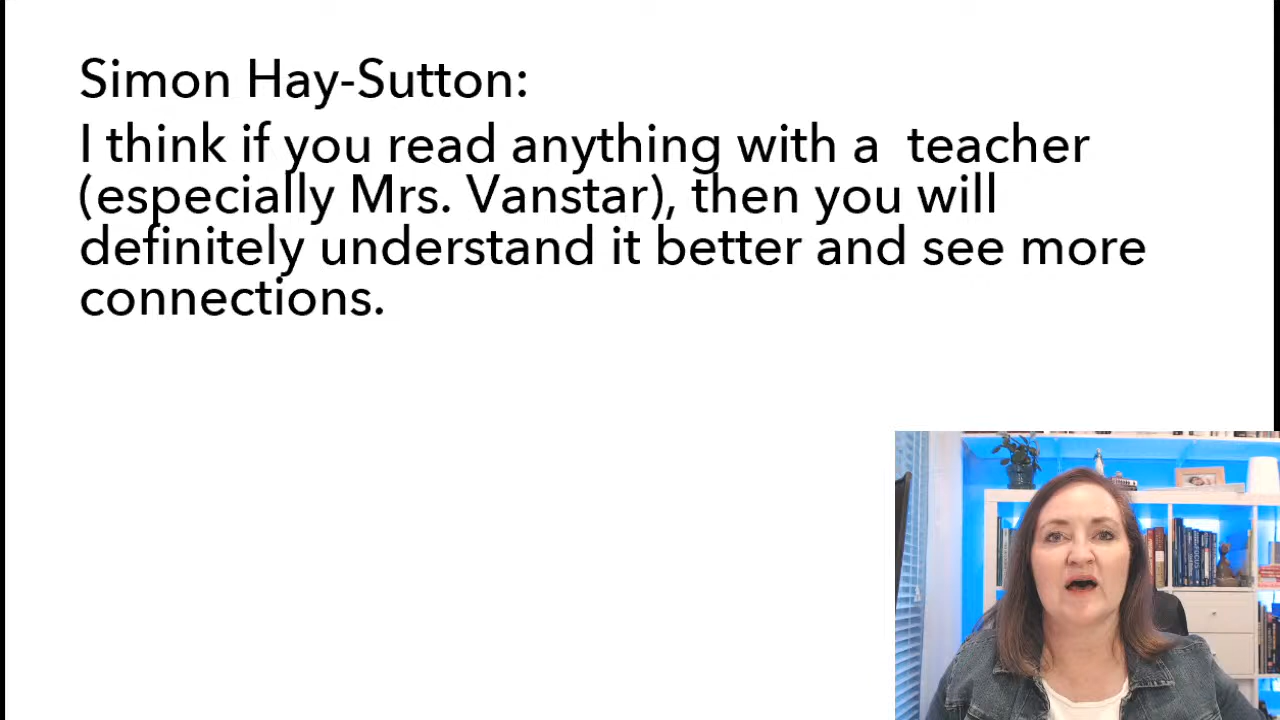 Simon Hay-Sutton:
I think if you read anything with a  teacher
(especially Mrs. Vanstar), then you will
definitely understand it better and see more
connections.